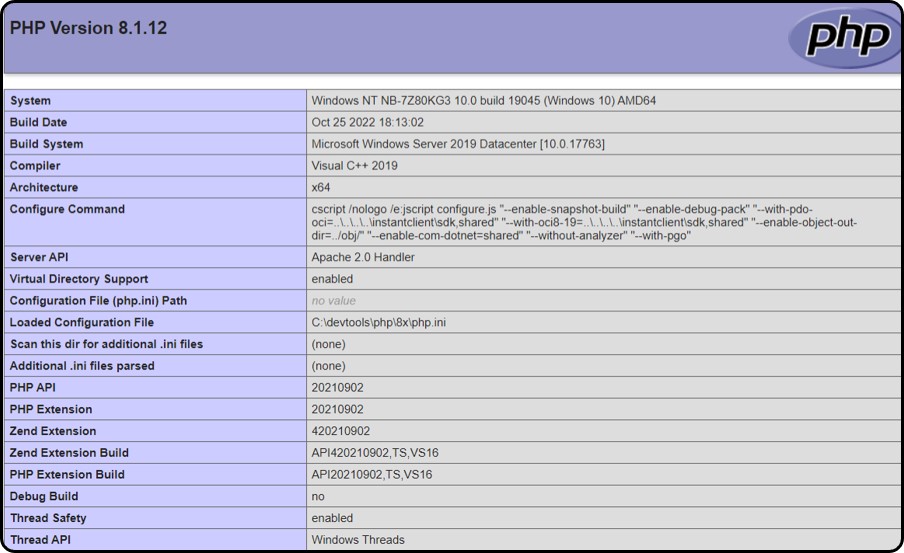 PHP Version 8.1.12
php
System Windows NT NB-7Z80KG3 10.0 build 19045 (Windows 10) AMD64
Build Date Oct 25 2022 18:13:02
Build System Microsoft Windows Server 2019 Datacenter [10.0.17763]
Compiler Visual C++ 2019
Architecture x64
Configure Command cscript /nologo /e:jscript configure.js "--enable-snapshot-build" "--enable-debug-pack" "--with-pdo-
oci=..\..\..\..\instantclient\sdk,shared" "--with-oci8-19=..\..\..\..\instantclient\sdk,shared" "--enable-object-out-
dir=../obj/" "--enable-com-dotnet=shared" "--without-analyzer" "--with-pgo"
Server API Apache 2.0 Handler
Virtual Directory Support enabled
Configuration File (php.ini) Path no value
Loaded Configuration File C:\devtools\php\8x\php.ini
Scan this dir for additional .ini files (none)
Additional .ini files parsed (none)
PHP API 20210902
PHP Extension 20210902
Zend Extension 420210902
Zend Extension Build API420210902,TS,VS16
PHP Extension Build API20210902,TS,VS16
Debug Build no
Thread Safety enabled
Thread API Windows Threads